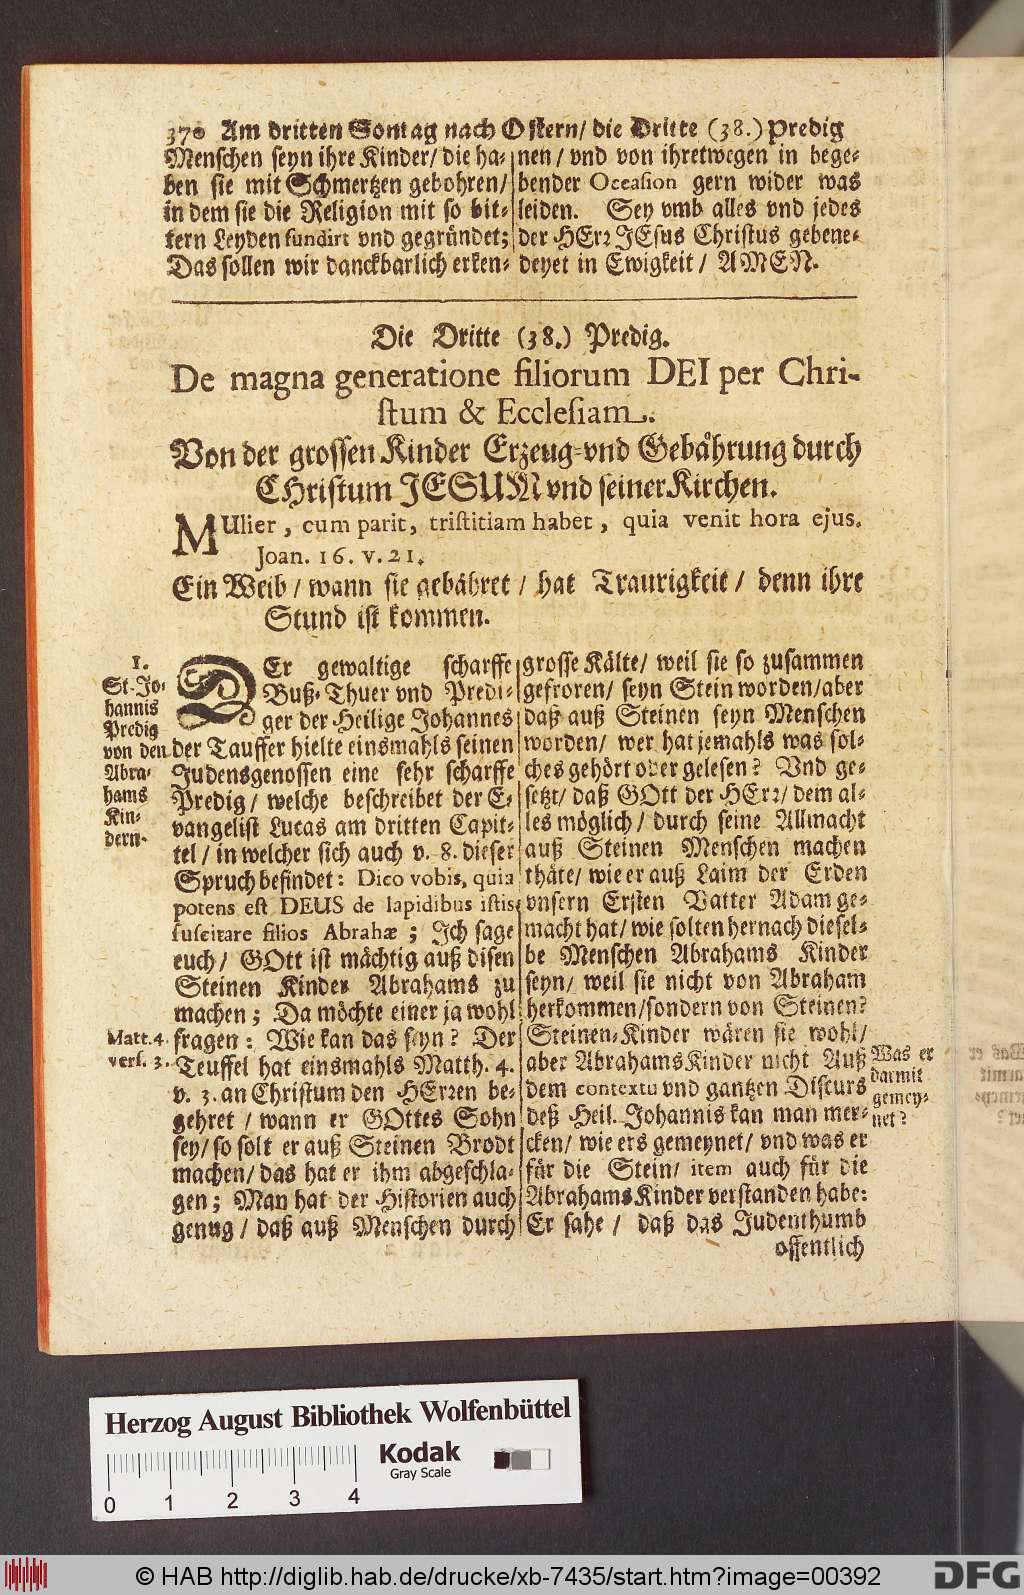 370 Am dritten Sontag nach Ostern/ die Dritte (38.) Predig
Menschen seyn ihre Kinder/ die ha-
ben sie mit Schmertzen gebohren/
in dem sie die Religion mit so bit-
tern Leyden fundirt vnd gegründet;
Das sollen wir danckbarlich erken-
nen/ vnd von ihretwegen in bege-
bender Occasion gern wider was
leiden. Sey vmb alles vnd jedes
der HErr JEsus Christus gebene-
deyet in Ewigkeit/ AMEN.
Die Dritte (38.) Predig.
De magna generatione filiorum DEI per Chri-
stum & Ecclesiam.
Von der grossen Kinder Erzeug-vnd Gebährung durch
CHristum JESUM vnd seiner Kirchen.
MUlier, cum parit, tristitiam habet, quia venit hora ejus.
Joan. 16. v. 21.
Ein Weib/ wann sie gebähret/ hat Traurigkeit/ denn ihre
Stund ist kommen.
1.
St. Jo-
hannis
Predig
von den
Abra-
hams
Kin-
dern.
DEr gewaltige scharffe
Buß-Thuer vnd Predi-
ger der Heilige Johannes
der Tauffer hielte einsmahls seinen
Judensgenossen eine sehr scharffe
Predig/ welche beschreibet der E-
vangelist Lucas am dritten Capit-
tel/ in welcher sich auch v. 8. dieser
Spruch befindet: Dico vobis, quia
potens est DEUS de lapidibus istis
suscitare filios Abrahæ; Ich sage
euch/ GOtt ist mächtig auß disen
Steinen Kinder Abrahams zu
machen; Da möchte einer ja wohl
fragen: Wie kan das seyn? Der
Teuffel hat einsmahls Matth. 4.
v. 3. an Christum den HErren be-
gehret/ wann er GOttes Sohn
sey/ so solt er auß Steinen Brodt
machen/ das hat er ihm abgeschla-
gen; Man hat der Historien auch
genug/ daß auß Menschen durch
Matt. 4.
vers. 3.
grosse Kälte/ weil sie so zusammen
gefroren/ seyn Stein worden/ aber
daß auß Steinen seyn Menschen
worden/ wer hat jemahls was sol-
ches gehört oder gelesen? Vnd ge-
setzt/ daß GOtt der HErr/ dem al-
les möglich/ durch seine Allmacht
auß Steinen Menschen machen
thäte/ wie er auß Laim der Erden
vnsern Ersten Vatter Adam ge-
macht hat/ wie solten hernach diesel-
be Menschen Abrahams Kinder
seyn/ weil sie nicht von Abraham
herkommen/ sondern von Steinen?
Steinen-Kinder wären sie wohl/
aber Abrahams Kinder nicht Auß
dem contextu vnd gantzen Discurs
deß Heil. Johannis kan man mer-
cken/ wie ers gemeynet/ vnd was er
für die Stein/ item auch für die
Abrahams Kinder verstanden habe:
Er sahe/ daß das Judenthumb
offentlich
Was er
darmit
gemey-
net?
Herzog August Bibliothek Wolfenbüttel
Kodak
Gray Scale
0 1 2 3 4
© HAB http://diglib.hab.de/drucke/xb-7435/start.htm?image=00392
DFG